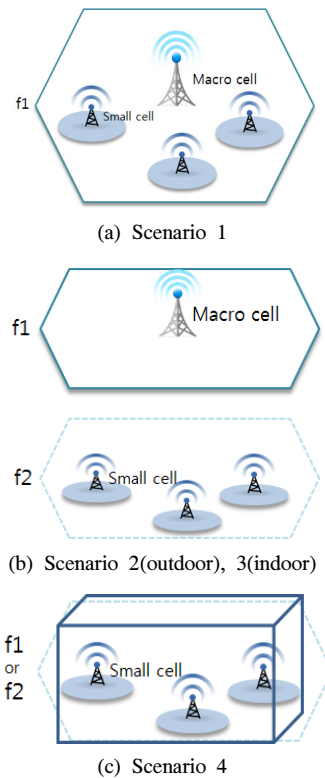 Macro cell
f1
Small cell
(a) Scenario 1
Macro cell
f1
f2
Small cell
(b) Scenario 2(outdoor), 3(indoor)
f1
or
f2
Small cell
(c) Scenario 4